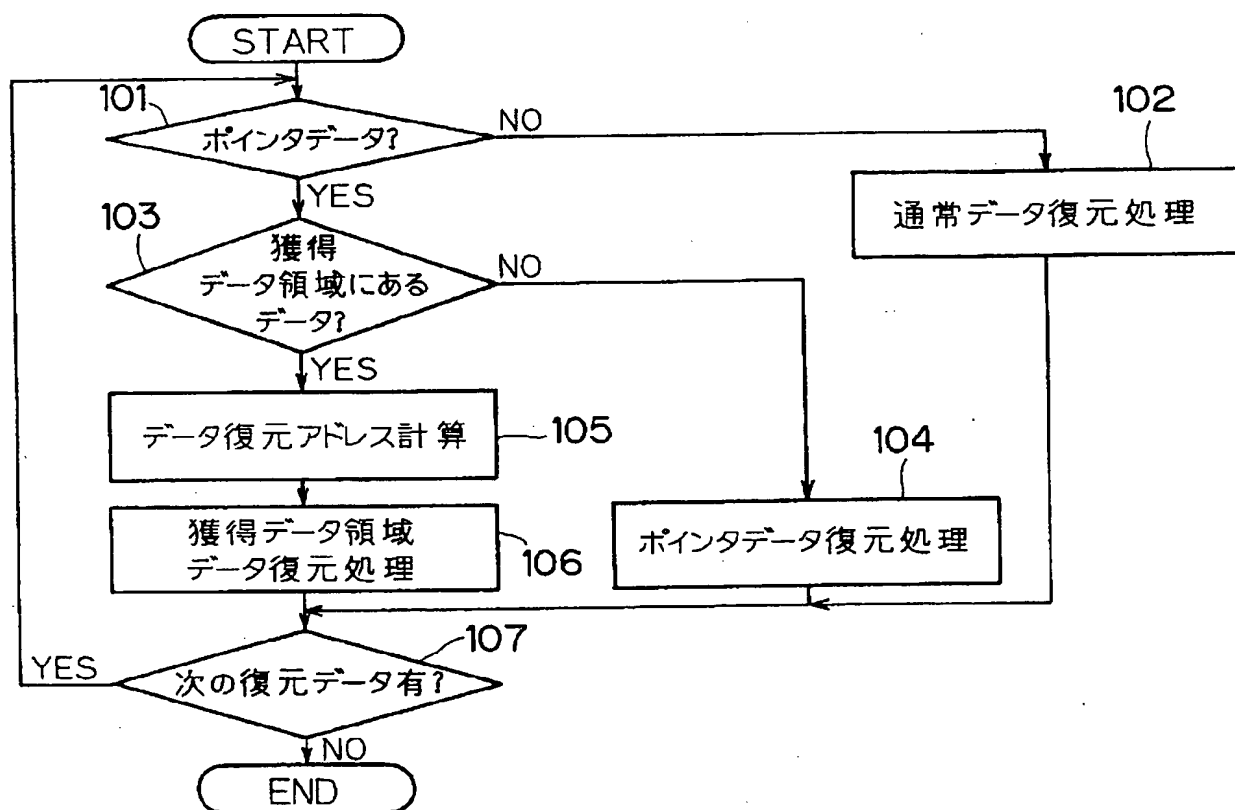 START
101
ポインタデータ?
NO
102
通常データ復元処理
YES
103
獲得
データ領域にある
データ?
NO
YES
データ復元アドレス計算
105
104
獲得データ領域
データ復元処理
106
ポインタデータ復元処理
107
YES
次の復元データ有?
NO
END